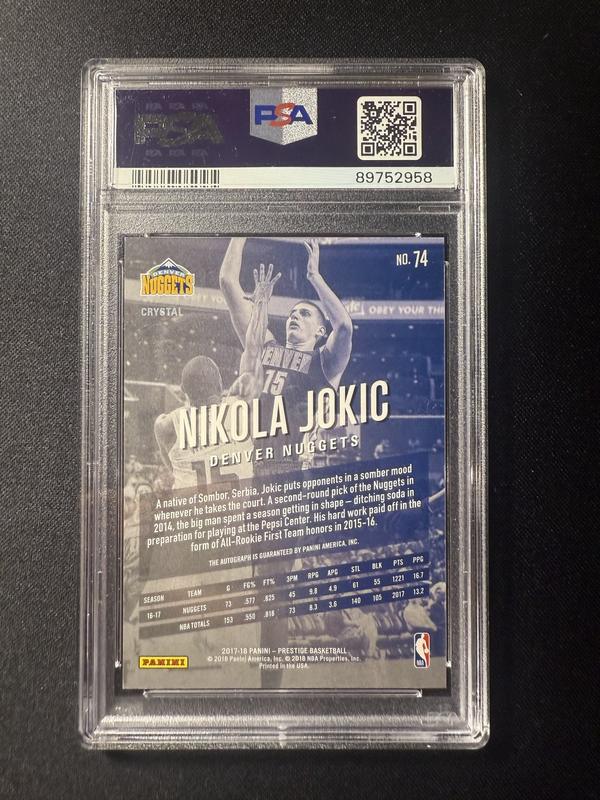 PSA
PSA
89752958
NO. 74
DENVER
NUGGETS
CRYSTAL
OBEY YOUR TH
DENVER
15
NIKOLA JOKIC
DENVER NUGGETS
A native of Sombor, Serbia, Jokic puts opponents in a somber mood
whenever he takes the court. A second-round pick of the Nuggets in
2014, the big man spent a season getting in shape – ditching soda in
preparation for playing at the Pepsi Center. His hard work paid off in the
form of All-Rookie First Team honors in 2015-16.
THE AUTOGRAPH IS GUARANTEED BY PANINI AMERICA, INC.
SEASON TEAM G FG% FT% 3PM RPG APG STL BLK PTS PPG
16-17 NUGGETS 73 .577 .825 45 9.8 4.9 61 55 1221 16.7
NBA TOTALS 153 .550 .818 73 8.3 3.6 140 105 2017 13.2
PANINI
2017-18 PANINI – PRESTIGE BASKETBALL
© 2018 Panini America, Inc. © 2018 NBA Properties, Inc.
Printed in the USA.
NBA